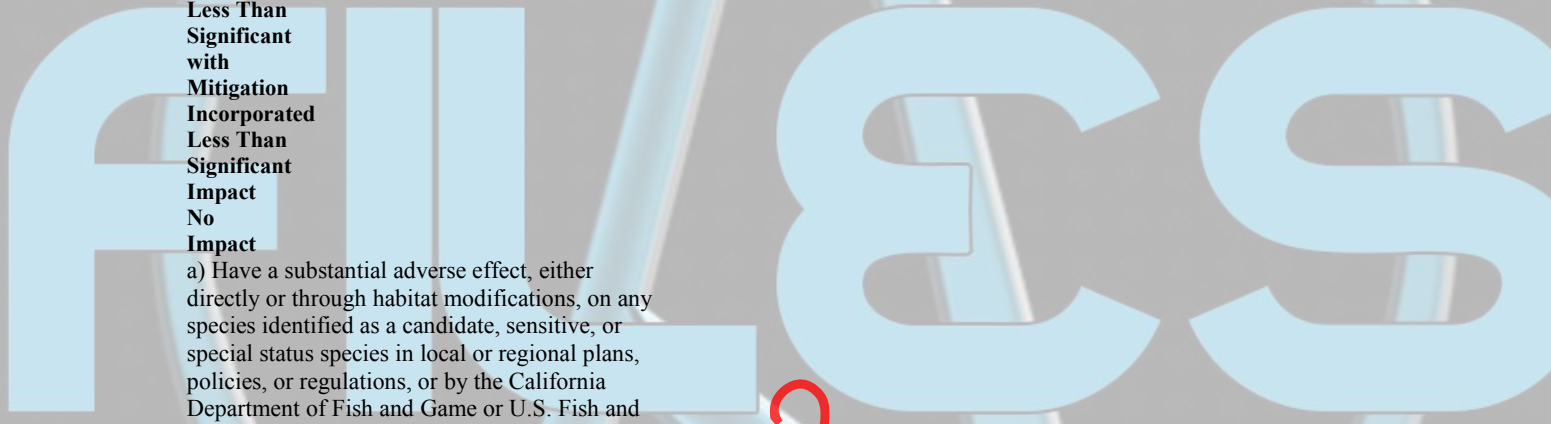 FILES
Less Than
Significant
with
Mitigation
Incorporated
Less Than
Significant
Impact
No
Impact
a) Have a substantial adverse effect, either
directly or through habitat modifications, on any
species identified as a candidate, sensitive, or
special status species in local or regional plans,
policies, or regulations, or by the California
Department of Fish and Game or U.S. Fish and